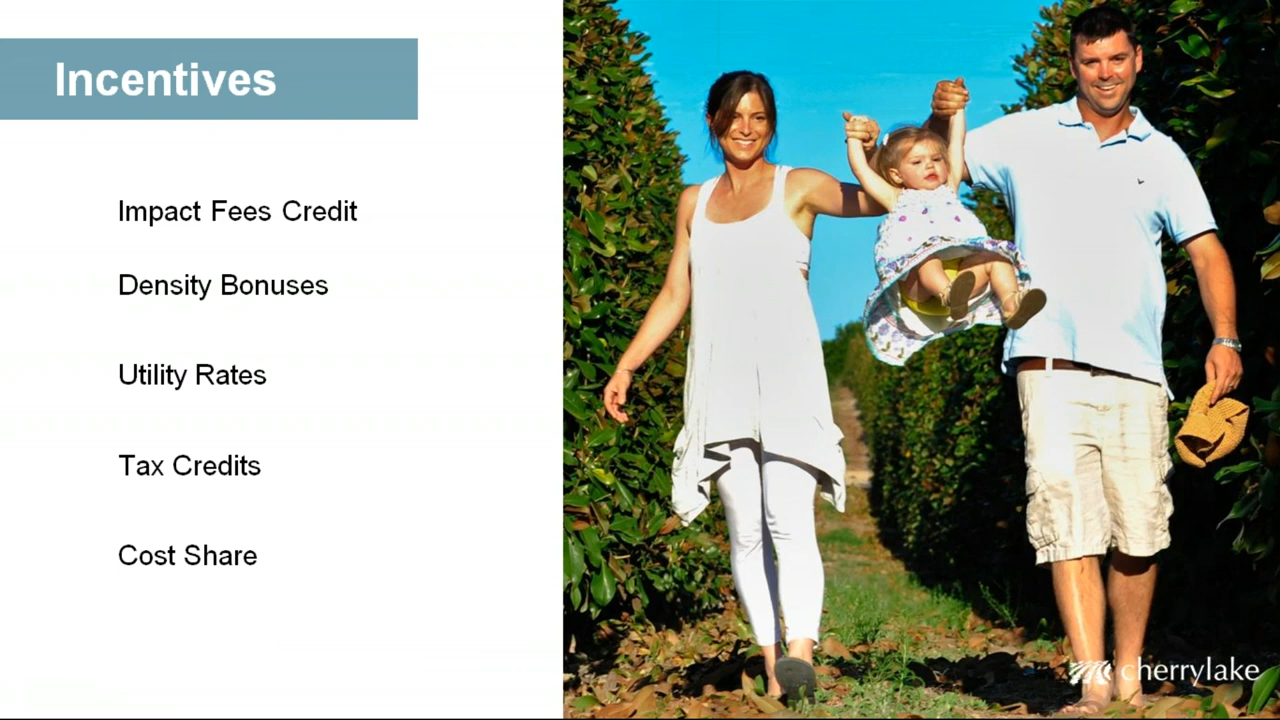 Incentives
Impact Fees Credit
Density Bonuses
Utility Rates
Tax Credits
Cost Share
cherrylake